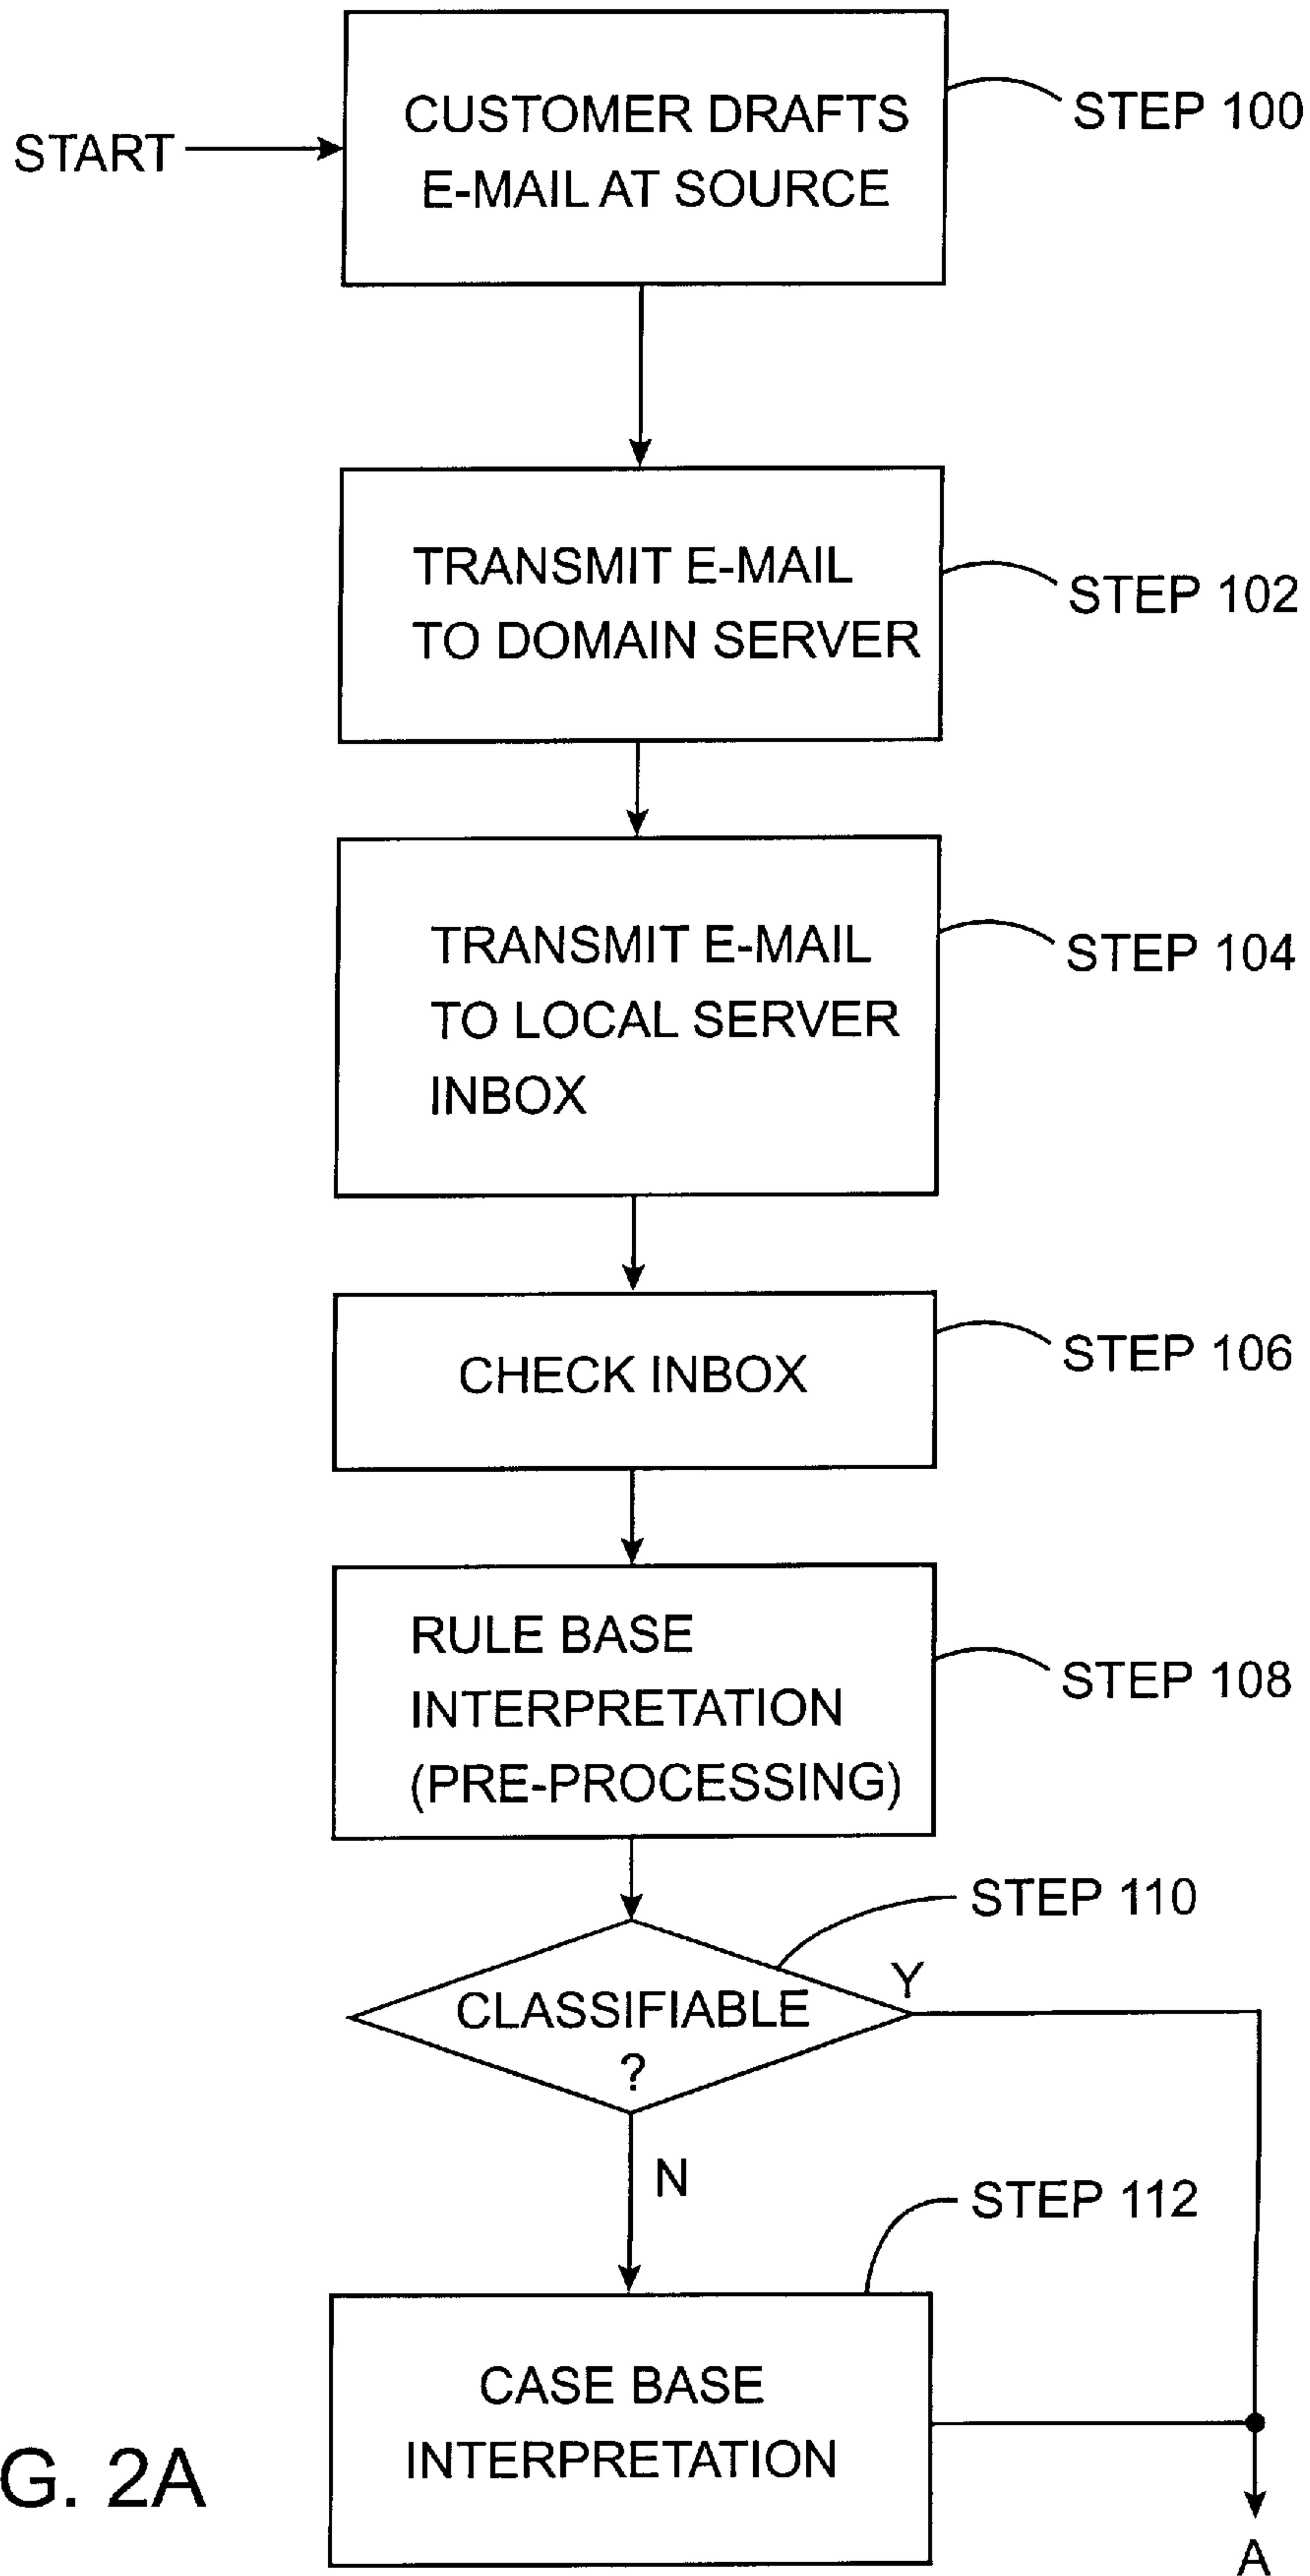 START
CUSTOMER DRAFTS
E-MAIL AT SOURCE
STEP 100
TRANSMIT E-MAIL
TO DOMAIN SERVER
STEP 102
TRANSMIT E-MAIL
TO LOCAL SERVER
INBOX
STEP 104
CHECK INBOX
STEP 106
RULE BASE
INTERPRETATION
(PRE-PROCESSING)
STEP 108
STEP 110
CLASSIFIABLE
?
Y
N
STEP 112
CASE BASE
INTERPRETATION
G. 2A
A